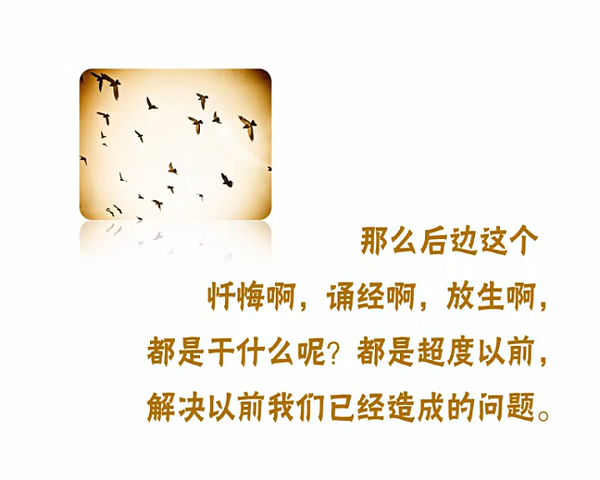 那么后边这个
忏悔啊，诵经啊，放生啊，
都是干什么呢？都是超度以前，
解决以前我们已经造成的问题。